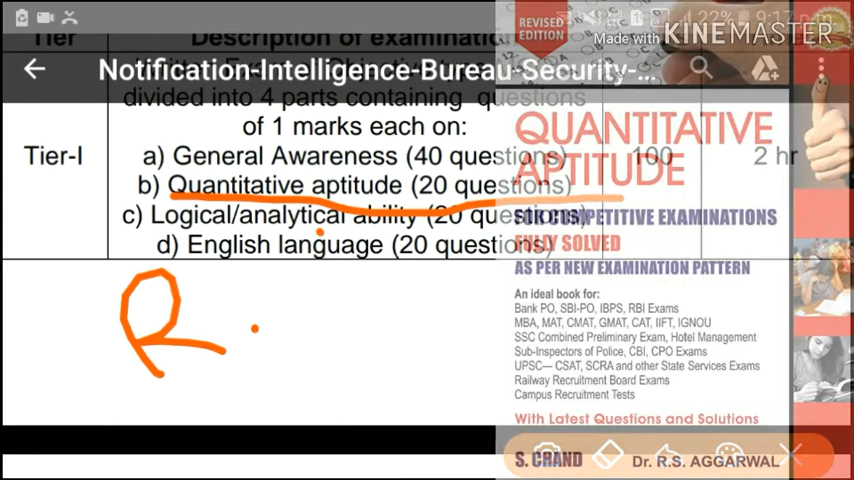 22% 9:17 p.m.
REVISED
EDITION
Made with KINEMASTER
Tier Description of examination
Notification-Intelligence-Bureau-Security-...
divided into 4 parts containing questions
of 1 marks each on:
Tier-I
a) General Awareness (40 questions)
b) Quantitative aptitude (20 questions)
c) Logical/analytical ability (20 questions)
d) English language (20 questions)
100
2 hr
R.
QUANTITATIVE
APTITUDE
FOR COMPETITIVE EXAMINATIONS
FULLY SOLVED
AS PER NEW EXAMINATION PATTERN
An ideal book for:
Bank PO, SBI-PO, IBPS, RBI Exams
MBA, MAT, CMAT, GMAT, CAT, IIFT, IGNOU
SSC Combined Preliminary Exam, Hotel Management
Sub-Inspectors of Police, CBI, CPO Exams
UPSC— CSAT, SCRA and other State Services Exams
Railway Recruitment Board Exams
Campus Recruitment Tests
With Latest Questions and Solutions
S. CHAND Dr. R.S. AGGARWAL